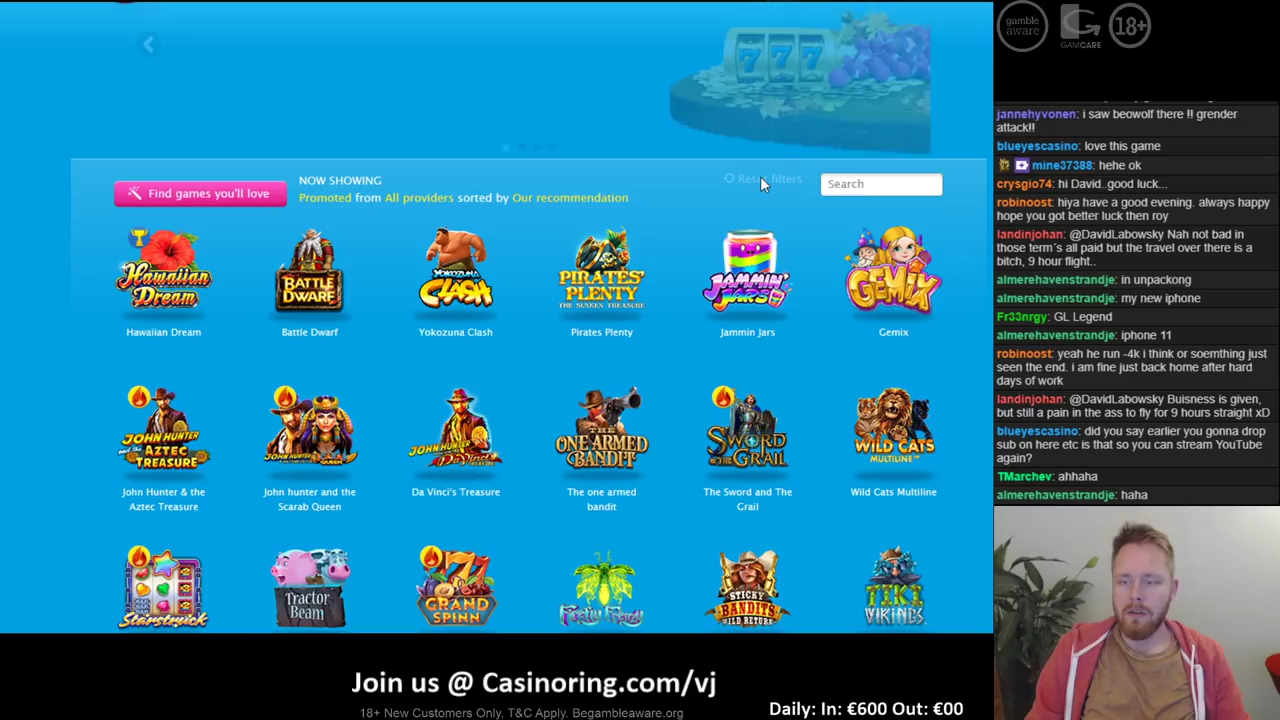 gamble
aware
GAMCARE
18+
777
Find games you'll love
NOW SHOWING
Promoted from All providers sorted by Our recommendation
Reset filters
Search
Hawaiian
Dream
BATTLE
DWARF
YOKOZUNA
CLASH
PIRATES'
PLENTY
THE SUNKEN TREASURE
JAMMIN'
JARS
GEMIX
Hawaiian Dream
Battle Dwarf
Yokozuna Clash
Pirates Plenty
Jammin Jars
Gemix
JOHN HUNTER
and the AZTEC
TREASURE
JOHN HUNTER
QUEEN
JOHN HUNTER
Da Vinci's
THE
ONE ARMED
BANDIT
SWORD
OF THE GRAIL
WILD CATS
MULTILINE
John Hunter & the
Aztec Treasure
John hunter and the
Scarab Queen
Da Vinci's Treasure
The one armed
bandit
The Sword and The
Grail
Wild Cats Multiline
Starstruck
Tractor
Beam
GRAND
SPINN
STICKY
BANDITS
WILD RETURN
TIKI
VIKINGS
jannehyvonen: i saw beowolf there !! grender
attack!!
blueyescasino: love this game
mine37388: hehe ok
crysgio74: hi David..good luck...
robinoost: hiya have a good evening. always happy
hope you got better luck then roy
landinjohan: @DavidLabowsky Nah not bad in
those term´s all paid but the travel over there is a
bitch, 9 hour flight..
almerehavenstrandje: in unpackong
almerehavenstrandje: my new iphone
Fr33nrgy: GL Legend
almerehavenstrandje: iphone 11
robinoost: yeah he run -4k i think or soemthing just
seen the end. i am fine just back home after hard
days of work
landinjohan: @DavidLabowsky Buisness is given,
but still a pain in the ass to fly for 9 hours straight xD
blueyescasino: did you say earlier you gonna drop
sub on here etc is that so you can stream YouTube
again?
TMarchev: ahhaha
almerehavenstrandje: haha
Join us @ Casinoring.com/vj
18+ New Customers Only, T&C Apply. Begambleaware.org
Daily: In: €600 Out: €00